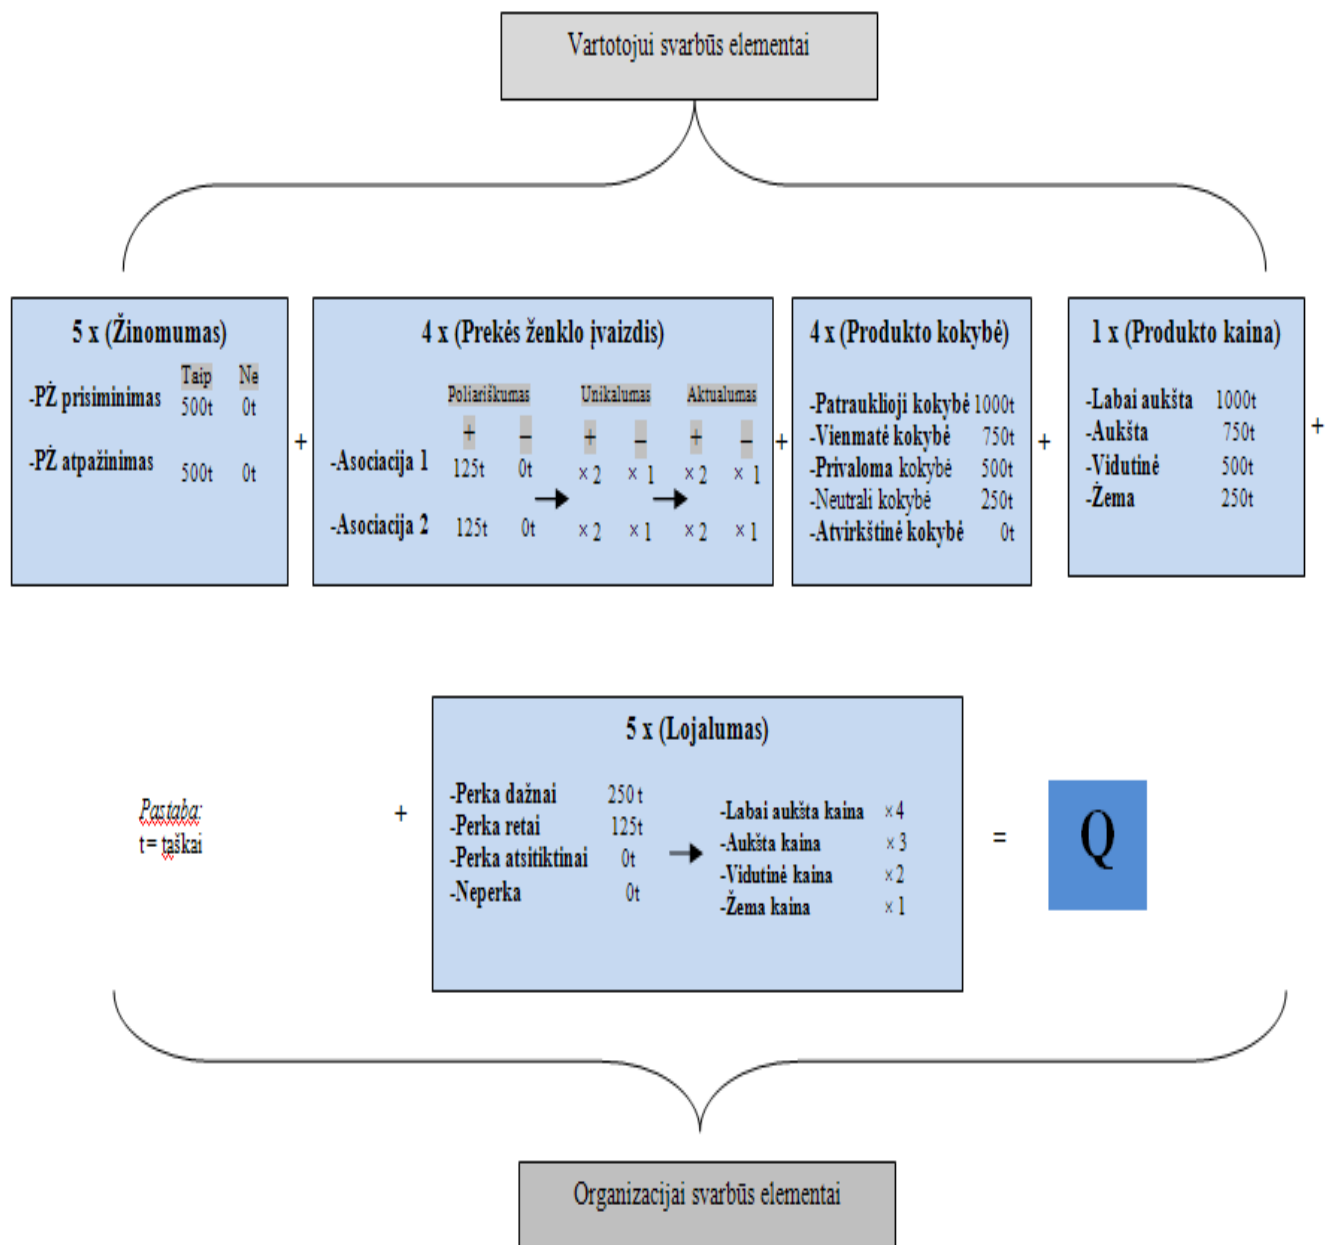 Vartotojui svarbūs elementai
5 x (Žinomumas)
Taip Ne
-PŽ prisiminimas 500t 0t
-PŽ atpažinimas 500t 0t
+
4 x (Prekės ženklo įvaizdis)
Poliariškumas Unikalumas Aktualumas
+ – + – + –
-Asociacija 1 125t 0t × 2 × 1 × 2 × 1
-Asociacija 2 125t 0t × 2 × 1 × 2 × 1
+
4 x (Produkto kokybė)
-Patrauklioji kokybė 1000t
-Vienmatė kokybė 750t
-Privaloma kokybė 500t
-Neutrali kokybė 250t
-Atvirkštinė kokybė 0t
+
1 x (Produkto kaina)
-Labai aukšta 1000t
-Aukšta 750t
-Vidutinė 500t
-Žema 250t
+
Pastaba:
t= taškai
+
5 x (Lojalumas)
-Perka dažnai 250 t
-Perka retai 125t
-Perka atsitiktinai 0t
-Neperka 0t
-Labai aukšta kaina × 4
-Aukšta kaina × 3
-Vidutinė kaina × 2
-Žema kaina × 1
=
Q
Organizacijai svarbūs elementai